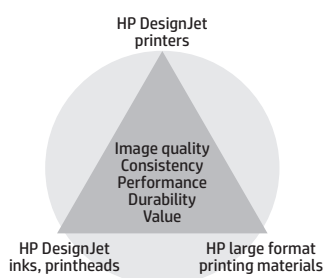 HP DesignJet
printers
Image quality
Consistency
Performance
Durability
Value
HP DesignJet
inks, printheads
HP large format
printing materials